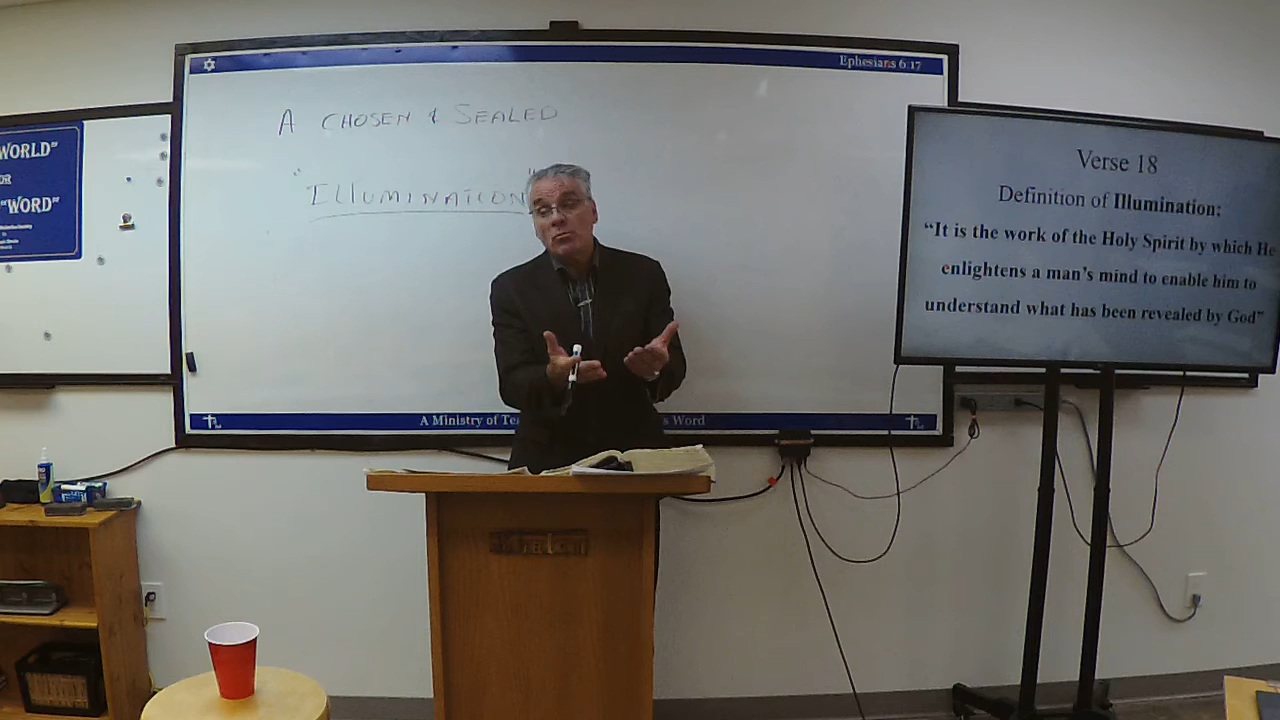 Ephesians 6:17
A CHOSEN & SEALED
"ILLUMINATION"
WORLD"
OR
"WORD"
A Ministry of
Word
Verse 18
Definition of Illumination:
"It is the work of the Holy Spirit by which He
enlightens a man's mind to enable him to
understand what has been revealed by God"